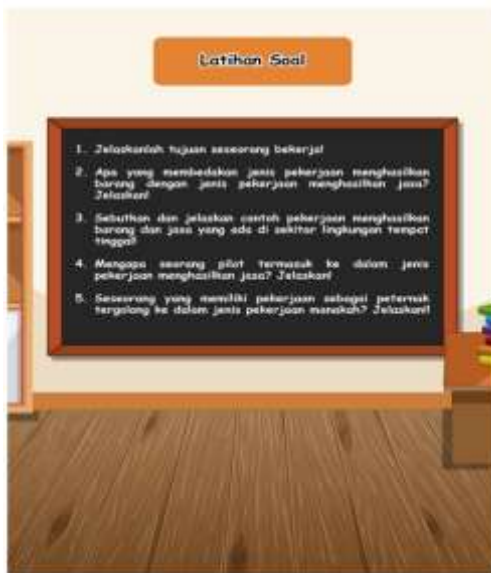 Latihan Soal
1. Jelaskanlah tujuan seseorang bekerja!
2. Apa yang membedakan jenis pekerjaan menghasilkan
barang dengan jenis pekerjaan menghasilkan jasa?
Jelaskan!
3. Sebutkan dan jelaskan contoh pekerjaan menghasilkan
barang dan jasa yang ada di sekitar lingkungan tempat
tinggal!
4. Mengapa seorang pilot termasuk ke dalam jenis
pekerjaan menghasilkan jasa? Jelaskan!
5. Seseorang yang memiliki pekerjaan sebagai peternak
tergolong ke dalam jenis pekerjaan manakah? Jelaskan!